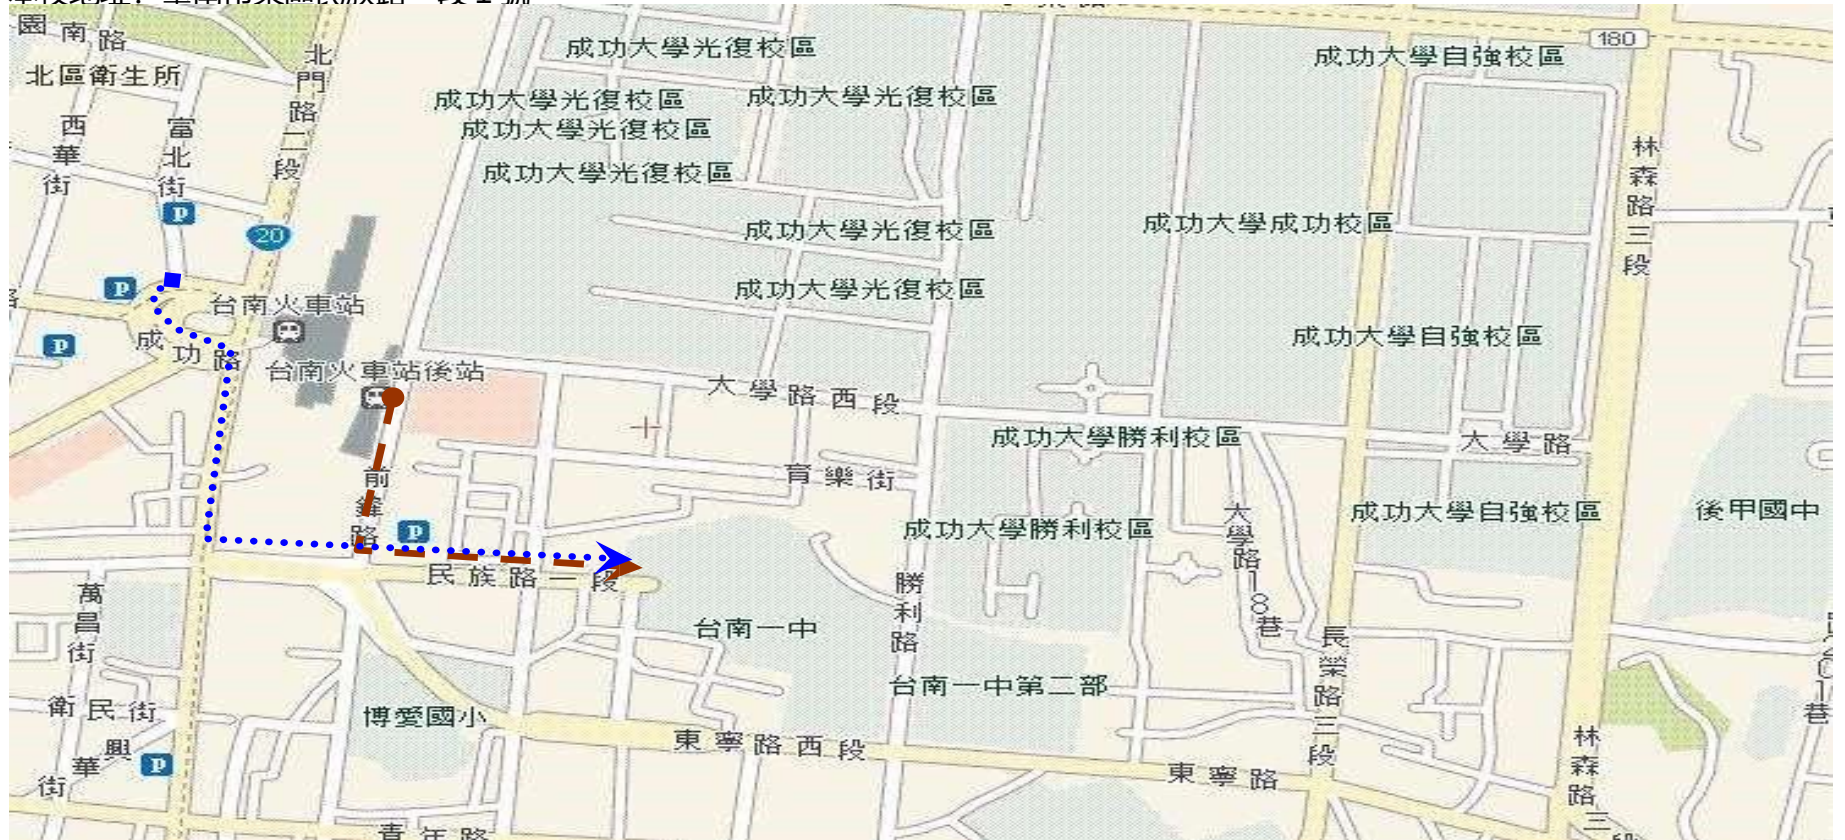 園南路
北區衛生所
北門路二段
西華街
富北街
P
20
P
P
台南火車站
成功路
台南火車站後站
成功大學光復校區
成功大學光復校區
成功大學光復校區
成功大學光復校區
成功大學光復校區
成功大學光復校區
成功大學光復校區
成功大學自強校區
180
林森路三段
成功大學成功校區
成功大學自強校區
大學路西段
成功大學勝利校區
大學路
育樂街
前鋒路
P
成功大學勝利校區
大學路18巷
成功大學自強校區
後甲國中
民族路一段
勝利路
萬昌街
台南一中
長榮路三段
台南一中第二部
衛民街
博愛國小
東寧路西段
東寧路
林森路二
興華街
P
青年路